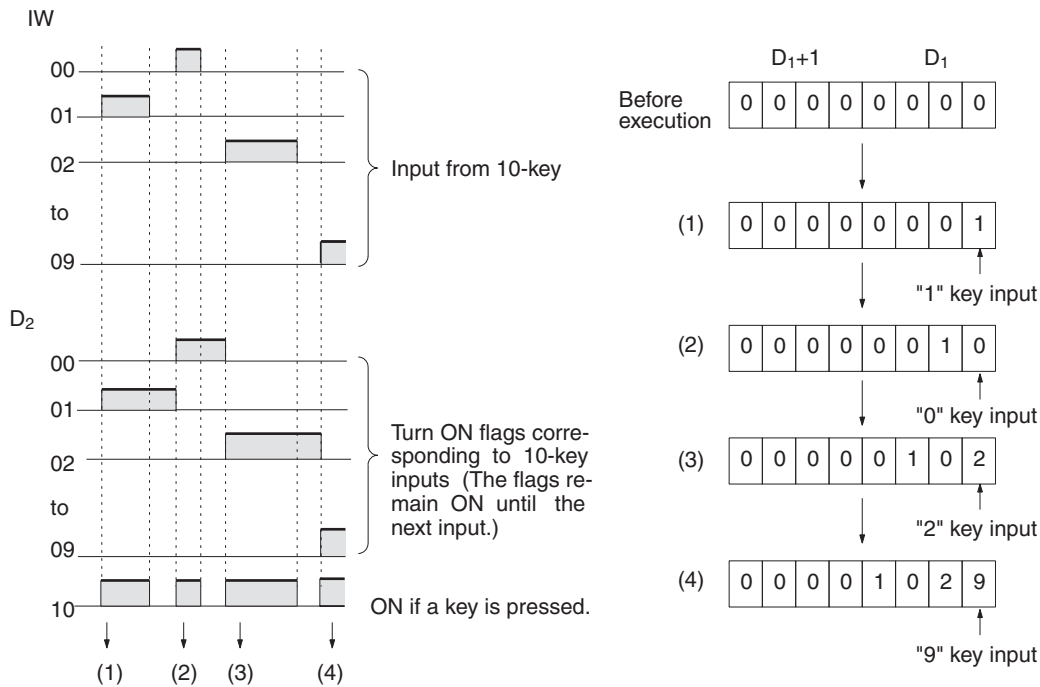 IW
00
01
02
to
09
Input from 10-key
D2
00
01
02
to
09
10
Turn ON flags corre-
sponding to 10-key
inputs (The flags re-
main ON until the
next input.)
ON if a key is pressed.
(1) (2) (3) (4)
D1+1 D1
Before
execution
0 0 0 0 0 0 0 0
(1) 0 0 0 0 0 0 0 1
"1" key input
(2) 0 0 0 0 0 0 1 0
"0" key input
(3) 0 0 0 0 0 1 0 2
"2" key input
(4) 0 0 0 0 1 0 2 9
"9" key input